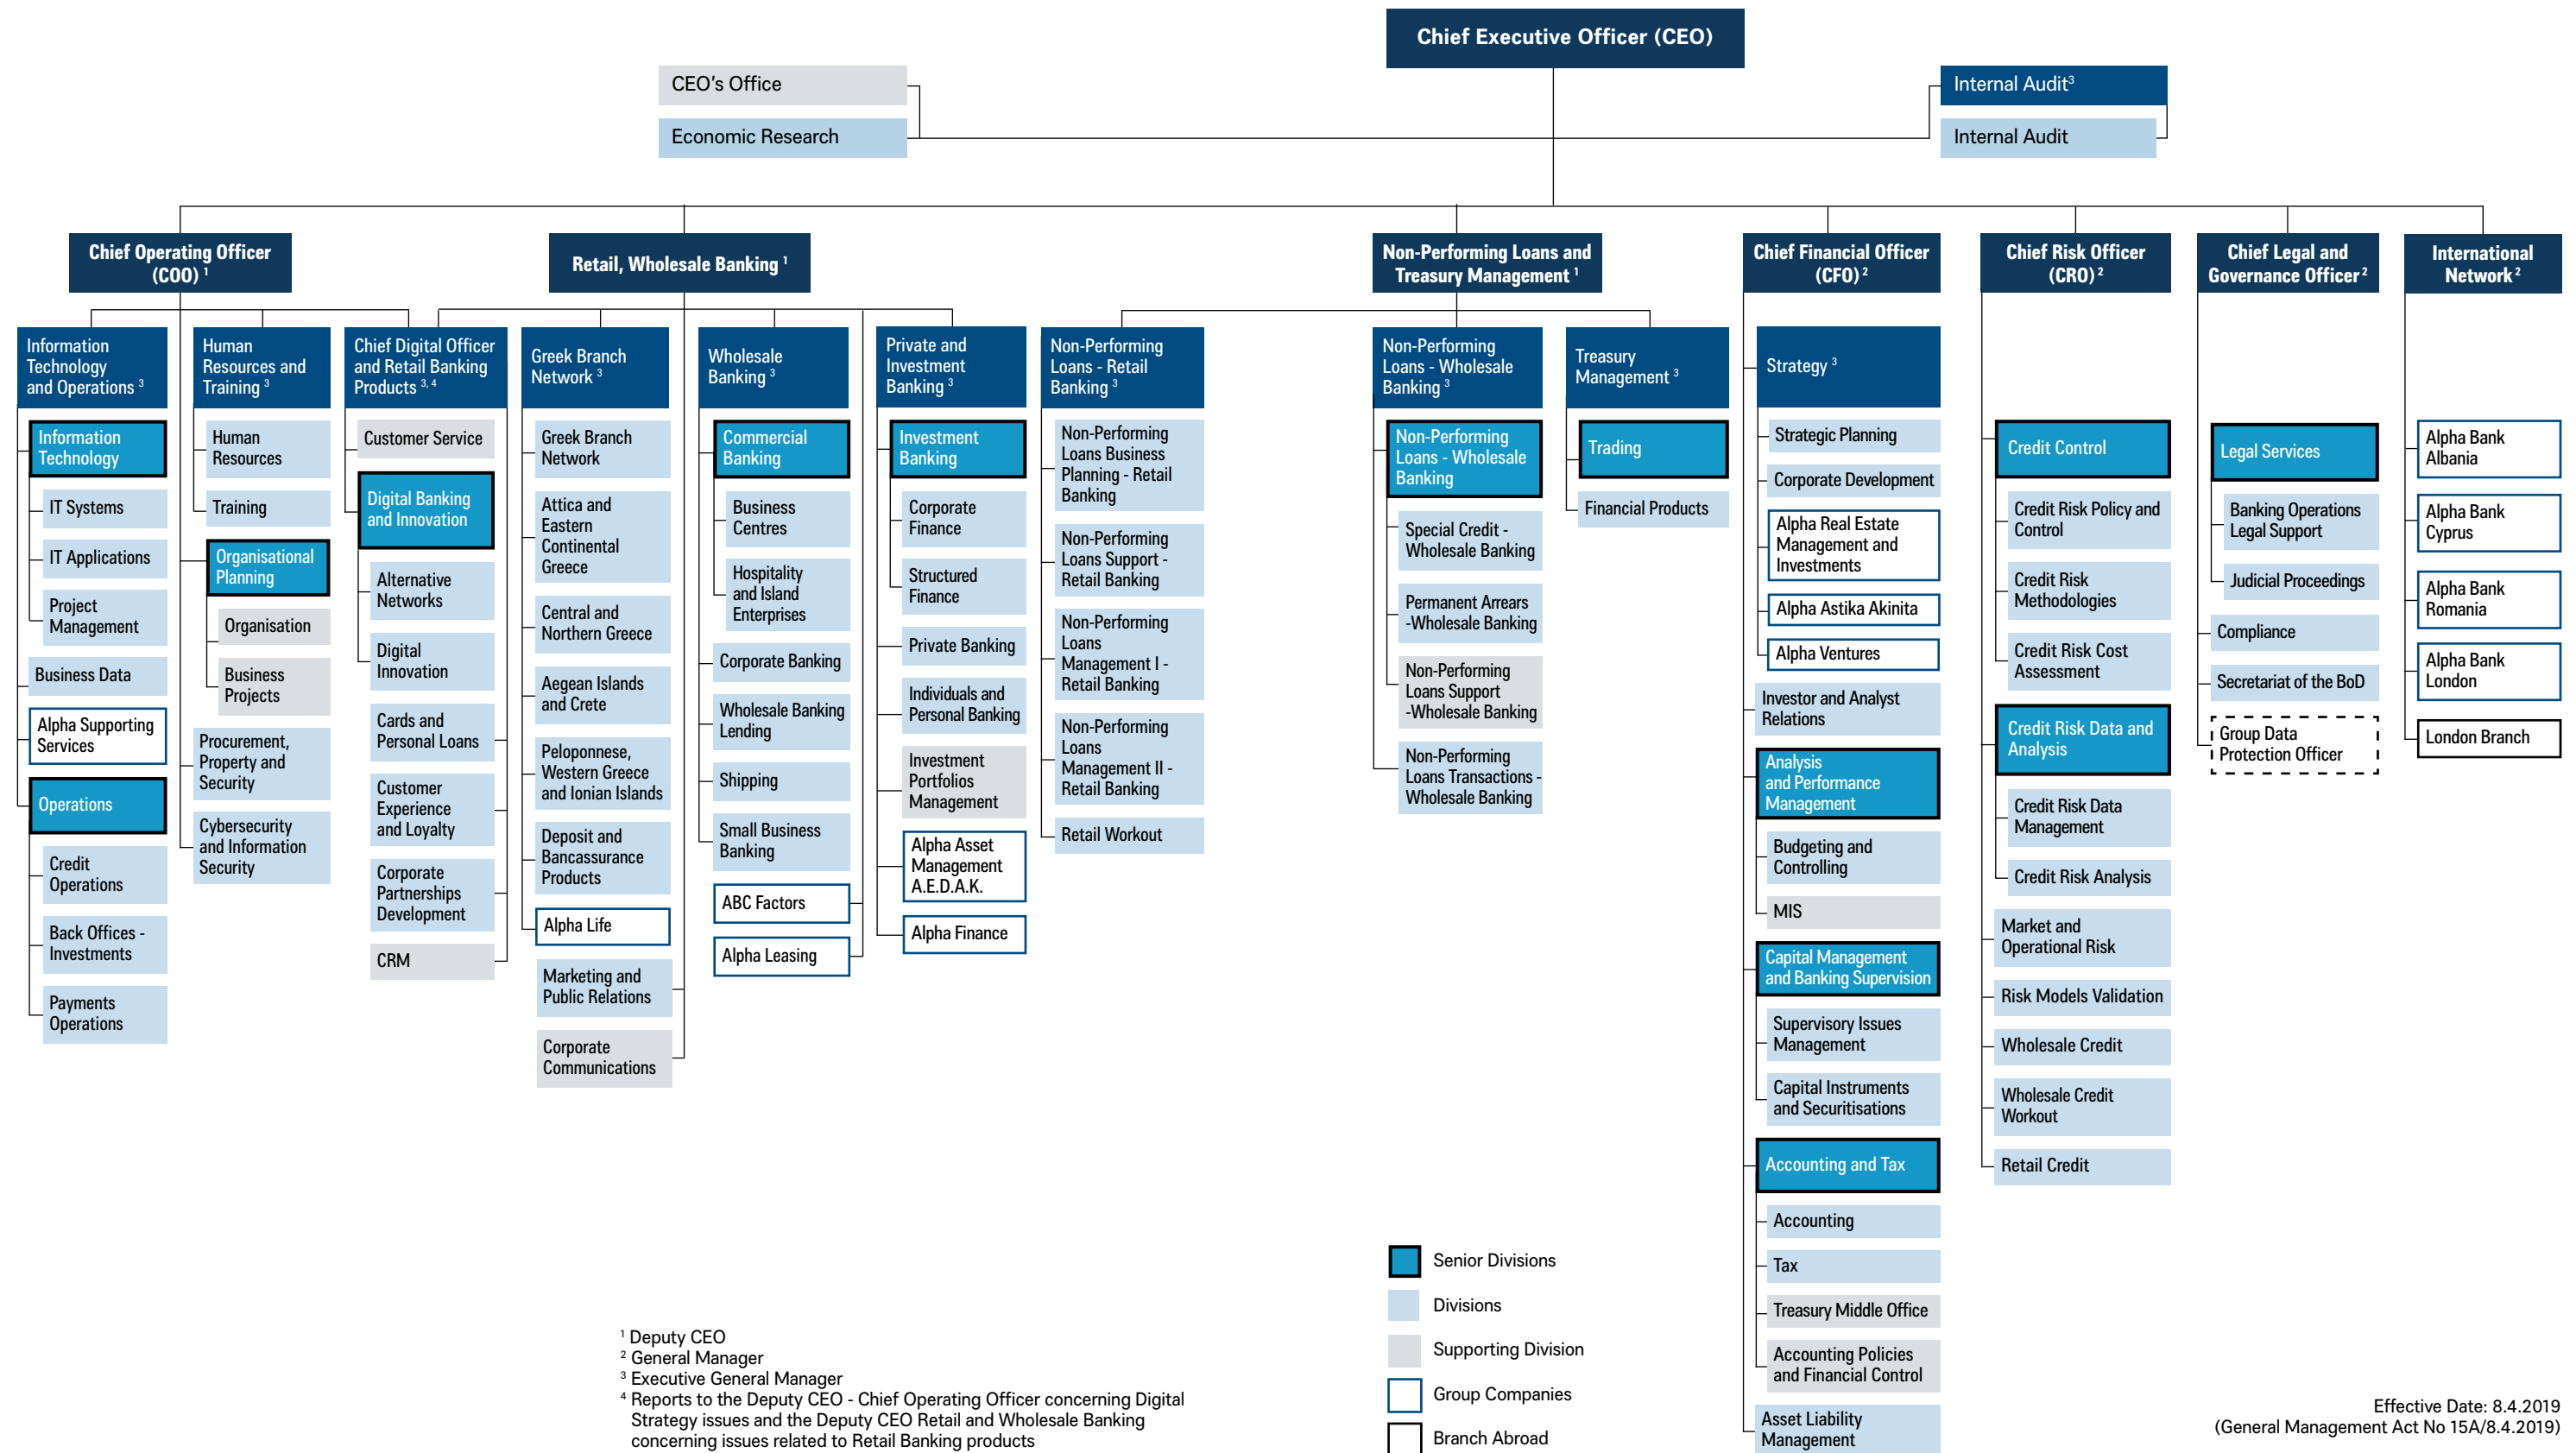 Chief Executive Officer (CEO)
CEO's Office
Economic Research
Internal Audit³
Internal Audit
Chief Operating Officer
(COO) ¹
Retail, Wholesale Banking ¹
Non-Performing Loans and
Treasury Management ¹
Chief Financial Officer
(CFO) ²
Chief Risk Officer
(CRO) ²
Chief Legal and
Governance Officer ²
International
Network ²
Information
Technology
and Operations ³
Information
Technology
IT Systems
IT Applications
Project
Management
Business Data
Alpha Supporting
Services
Operations
Credit
Operations
Back Offices -
Investments
Payments
Operations
Human
Resources and
Training ³
Human
Resources
Training
Organisational
Planning
Organisation
Business
Projects
Procurement,
Property and
Security
Cybersecurity
and Information
Security
Chief Digital Officer
and Retail Banking
Products ³, ⁴
Customer Service
Digital Banking
and Innovation
Alternative
Networks
Digital
Innovation
Cards and
Personal Loans
Customer
Experience
and Loyalty
Corporate
Partnerships
Development
CRM
Greek Branch
Network ³
Greek Branch
Network
Attica and
Eastern
Continental
Greece
Central and
Northern Greece
Aegean Islands
and Crete
Peloponnese,
Western Greece
and Ionian Islands
Deposit and
Bancassurance
Products
Alpha Life
Marketing and
Public Relations
Corporate
Communications
Wholesale
Banking ³
Commercial
Banking
Business
Centres
Hospitality
and Island
Enterprises
Corporate Banking
Wholesale Banking
Lending
Shipping
Small Business
Banking
ABC Factors
Alpha Leasing
Private and
Investment
Banking ³
Investment
Banking
Corporate
Finance
Structured
Finance
Private Banking
Individuals and
Personal Banking
Investment
Portfolios
Management
Alpha Asset
Management
A.E.D.A.K.
Alpha Finance
Non-Performing
Loans - Retail
Banking ³
Non-Performing
Loans Business
Planning - Retail
Banking
Non-Performing
Loans Support -
Retail Banking
Non-Performing
Loans
Management I -
Retail Banking
Non-Performing
Loans
Management II -
Retail Banking
Retail Workout
Non-Performing
Loans - Wholesale
Banking ³
Non-Performing
Loans - Wholesale
Banking
Special Credit -
Wholesale Banking
Permanent Arrears
-Wholesale Banking
Non-Performing
Loans Support
-Wholesale Banking
Non-Performing
Loans Transactions -
Wholesale Banking
Treasury
Management ³
Trading
Financial Products
Strategy ³
Strategic Planning
Corporate Development
Alpha Real Estate
Management and
Investments
Alpha Astika Akinita
Alpha Ventures
Investor and Analyst
Relations
Analysis
and Performance
Management
Budgeting and
Controlling
MIS
Capital Management
and Banking Supervision
Supervisory Issues
Management
Capital Instruments
and Securitisations
Accounting and Tax
Accounting
Tax
Treasury Middle Office
Accounting Policies
and Financial Control
Asset Liability
Management
Credit Control
Credit Risk Policy and
Control
Credit Risk
Methodologies
Credit Risk Cost
Assessment
Credit Risk Data and
Analysis
Credit Risk Data
Management
Credit Risk Analysis
Market and
Operational Risk
Risk Models Validation
Wholesale Credit
Wholesale Credit
Workout
Retail Credit
Legal Services
Banking Operations
Legal Support
Judicial Proceedings
Compliance
Secretariat of the BoD
Group Data
Protection Officer
Alpha Bank
Albania
Alpha Bank
Cyprus
Alpha Bank
Romania
Alpha Bank
London
London Branch
¹ Deputy CEO
² General Manager
³ Executive General Manager
⁴ Reports to the Deputy CEO - Chief Operating Officer concerning Digital
Strategy issues and the Deputy CEO Retail and Wholesale Banking
concerning issues related to Retail Banking products
Senior Divisions
Divisions
Supporting Division
Group Companies
Branch Abroad
Effective Date: 8.4.2019
(General Management Act No 15A/8.4.2019)